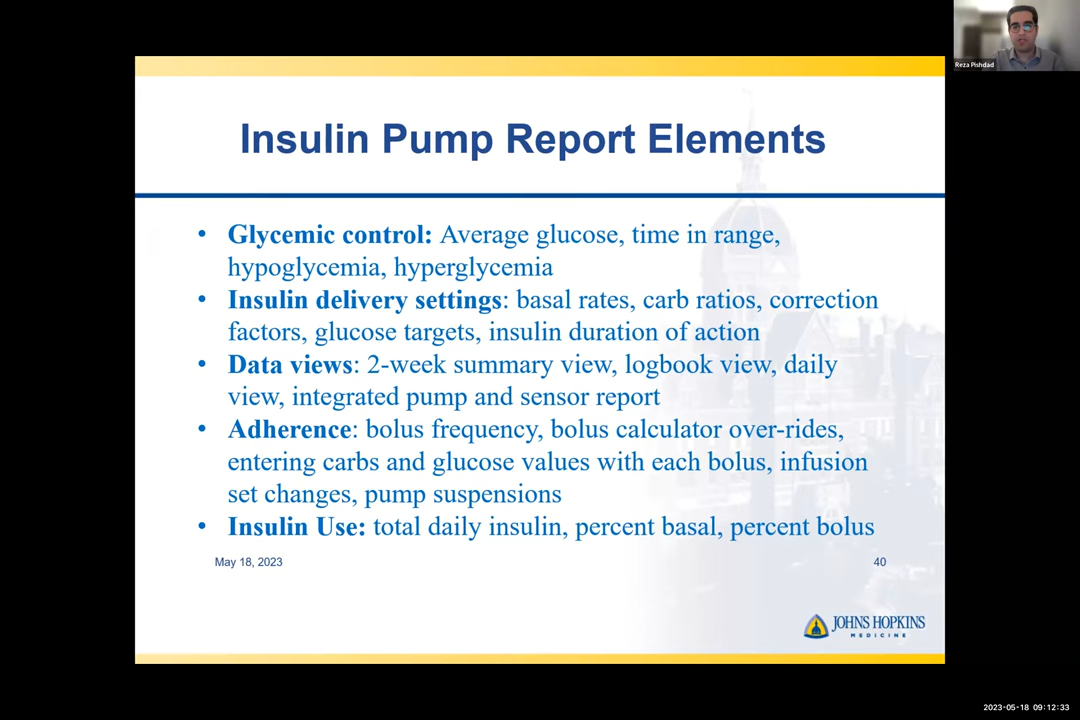 Reza Pishdad
Insulin Pump Report Elements
• Glycemic control: Average glucose, time in range,
hypoglycemia, hyperglycemia
• Insulin delivery settings: basal rates, carb ratios, correction
factors, glucose targets, insulin duration of action
• Data views: 2-week summary view, logbook view, daily
view, integrated pump and sensor report
• Adherence: bolus frequency, bolus calculator over-rides,
entering carbs and glucose values with each bolus, infusion
set changes, pump suspensions
• Insulin Use: total daily insulin, percent basal, percent bolus
May 18, 2023
40
JOHNS HOPKINS
MEDICINE
2023-05-18 09:12:33